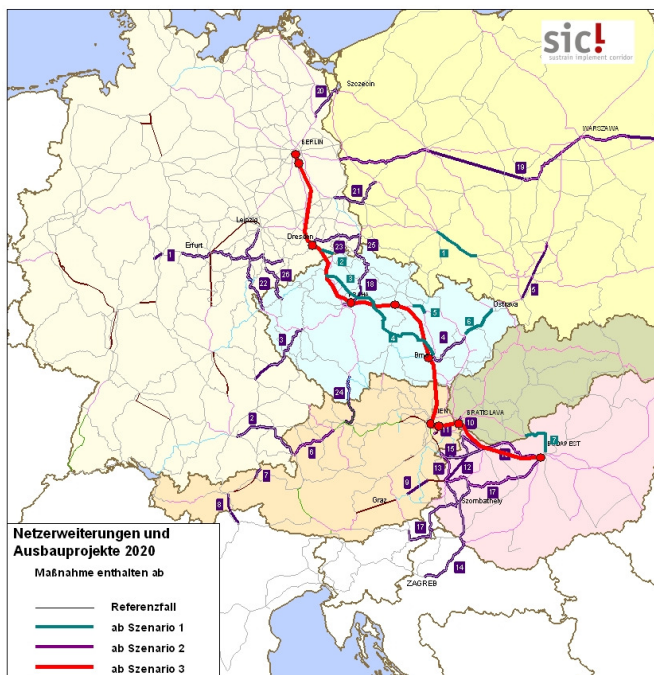 sic!
sustrain implement corridor
Szczecin
20
BERLIN
WARSZAWA
19
21
Leipzig
Dresden
23
25
Erfurt
1
2
1
26
22
3
18
5
5
Ostrava
6
4
4
3
Brno
24
2
6
WIEN
BRATISLAVA
10
11
7
BUDAPEST
15
16
13
12
7
9
17
8
Graz
Szombathely
17
14
ZAGREB
Netzerweiterungen und
Ausbauprojekte 2020
Maßnahme enthalten ab
Referenzfall
ab Szenario 1
ab Szenario 2
ab Szenario 3